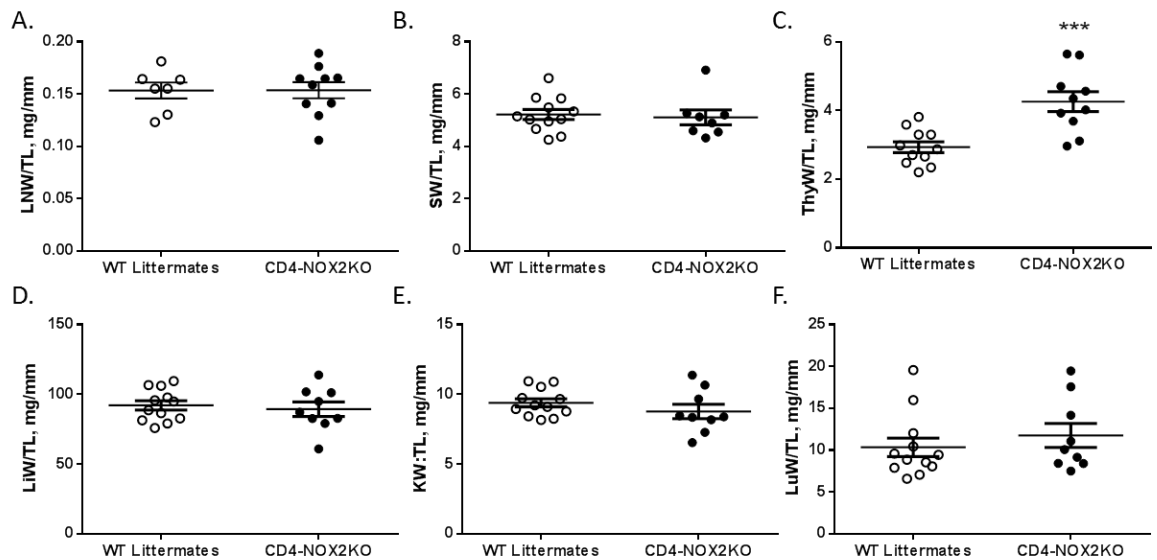 A.
LNW/TL, mg/mm
0.20
0.15
0.10
0.05
0.00
WT Littermates
CD4-NOX2KO
B.
SW/TL, mg/mm
8
6
4
2
0
WT Littermates
CD4-NOX2KO
C.
***
ThyW/TL, mg/mm
6
4
2
0
WT Littermates
CD4-NOX2KO
D.
LiW/TL, mg/mm
150
100
50
0
WT Littermates
CD4-NOX2KO
E.
KW:TL, mg/mm
15
10
5
0
WT Littermates
CD4-NOX2KO
F.
LuW/TL, mg/mm
25
20
15
10
5
0
WT Littermates
CD4-NOX2KO